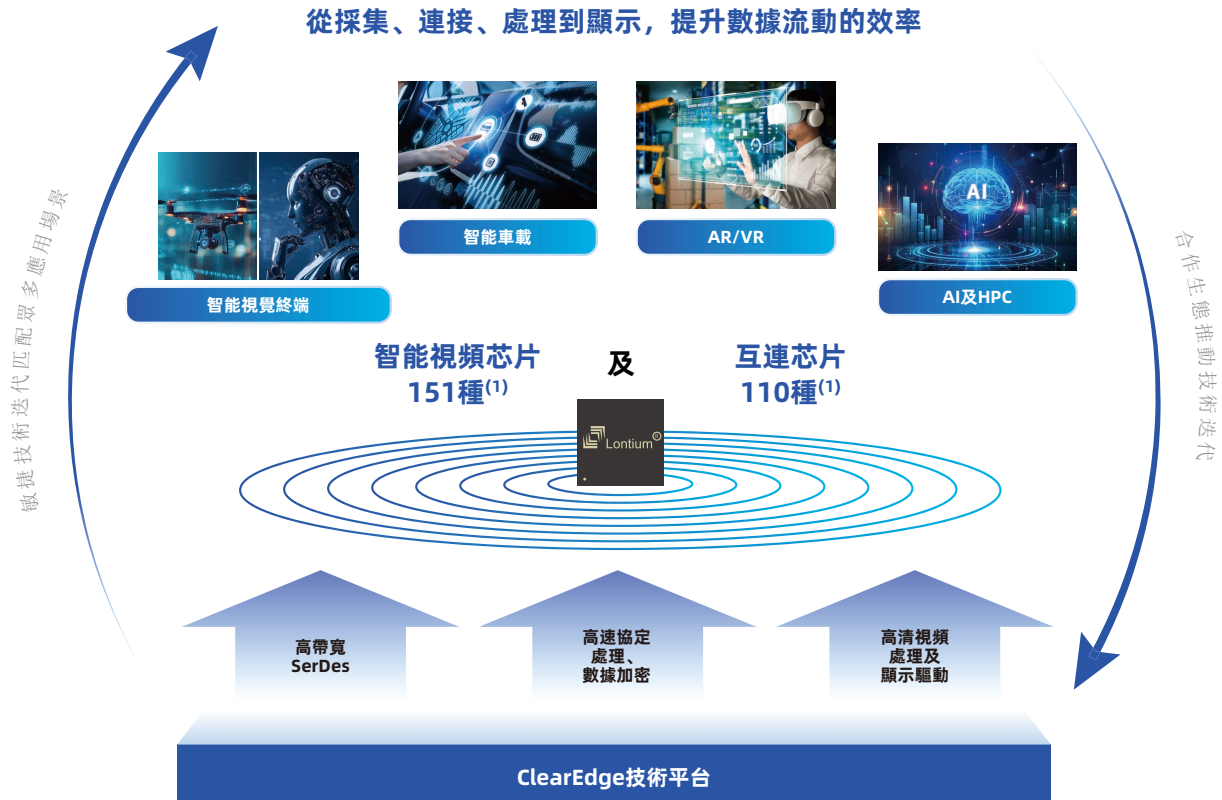 從採集、連接、處理到顯示，提升數據流動的效率
敏捷技術迭代匹配眾多應用場景
合作生態推動技術迭代
智能視覺終端
智能車載
AR/VR
AI
AI及HPC
智能視頻芯片
151種(1)
及
互連芯片
110種(1)
Lontium®
高帶寬
SerDes
高速協定
處理、
數據加密
高清視頻
處理及
顯示驅動
ClearEdge技術平台